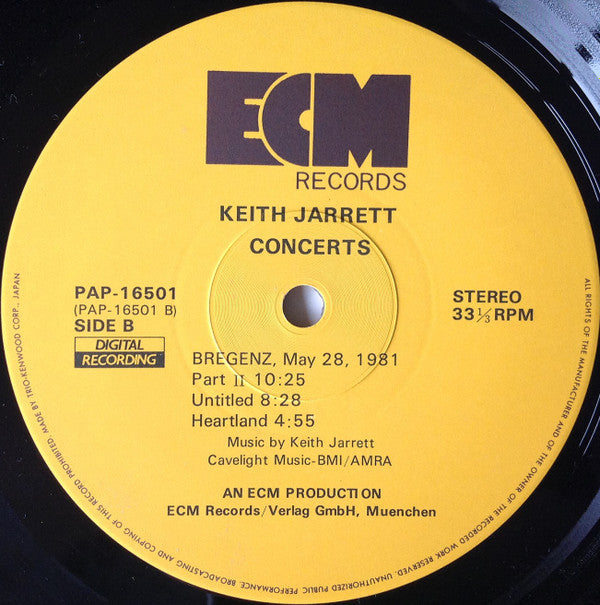 ECM
RECORDS
KEITH JARRETT
CONCERTS
PAP-16501
(PAP-16501 B)
SIDE B
DIGITAL
RECORDING
STEREO
33⅓ RPM
BREGENZ, May 28, 1981
Part II 10:25
Untitled 8:28
Heartland 4:55
Music by Keith Jarrett
Cavelight Music-BMI/AMRA
AN ECM PRODUCTION
ECM Records/Verlag GmbH, Muenchen
ALL RIGHTS OF THE MANUFACTURER AND OF THE OWNER OF THE RECORDED WORK RESERVED. UNAUTHORIZED PUBLIC PERFORMANCE, BROADCASTING AND COPYING OF THIS RECORD PROHIBITED. MADE BY TRIO-KENWOOD CORP., JAPAN